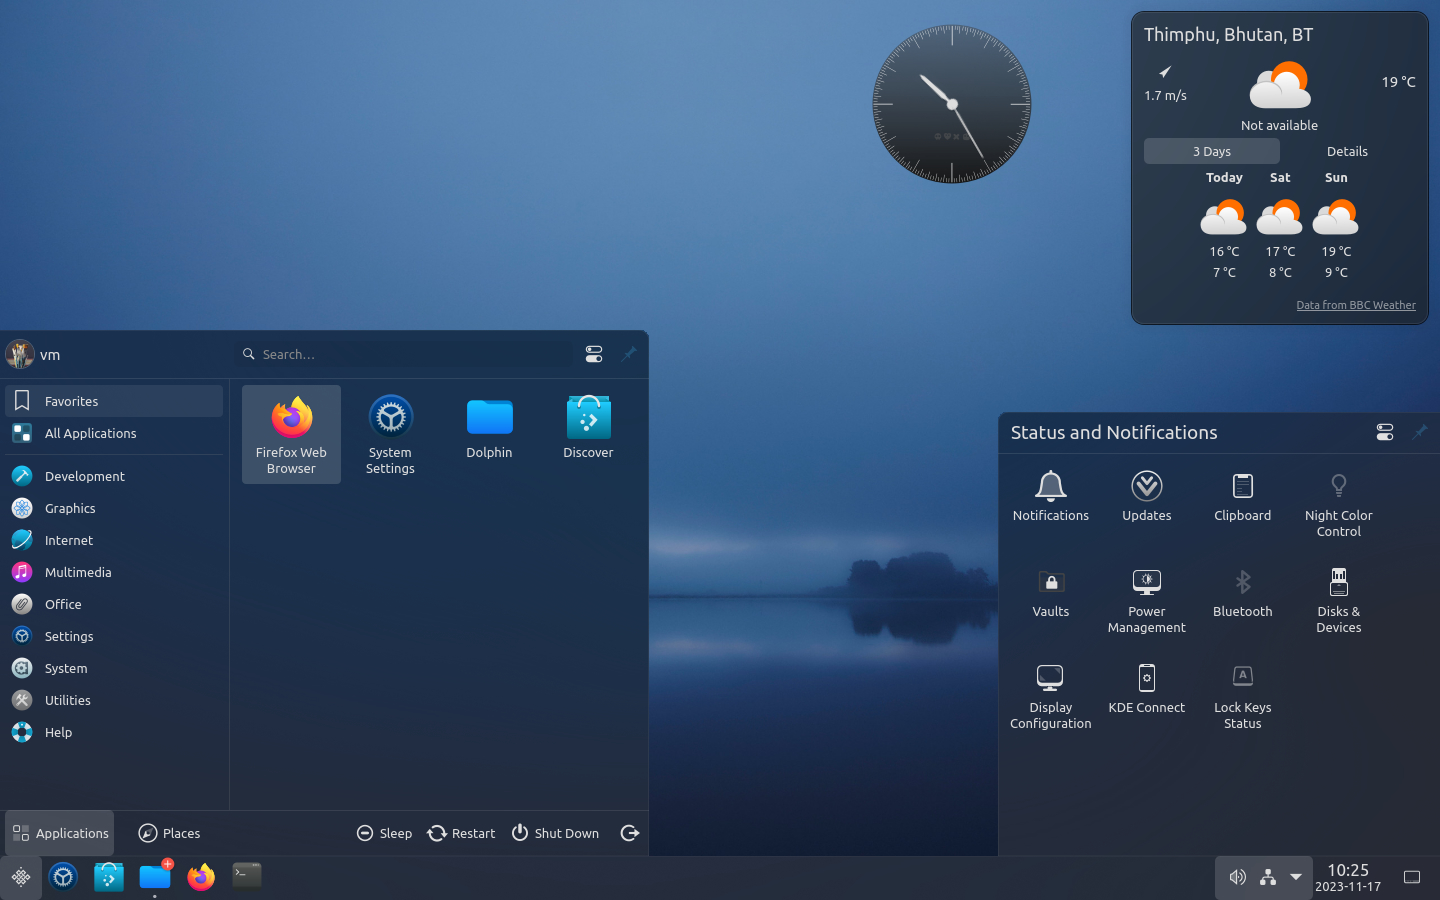 Thimphu, Bhutan, BT
1.7 m/s
19 °C
Not available
3 Days
Details
Today Sat Sun
16 °C 17 °C 19 °C
7 °C 8 °C 9 °C
Data from BBC Weather
vm
Search...
Favorites
All Applications
Development
Graphics
Internet
Multimedia
Office
Settings
System
Utilities
Help
Firefox Web
Browser
System
Settings
Dolphin
Discover
Applications
Places
Sleep
Restart
Shut Down
Status and Notifications
Notifications
Updates
Clipboard
Night Color
Control
Vaults
Power
Management
Bluetooth
Disks &
Devices
Display
Configuration
KDE Connect
A
Lock Keys
Status
10:25
2023-11-17